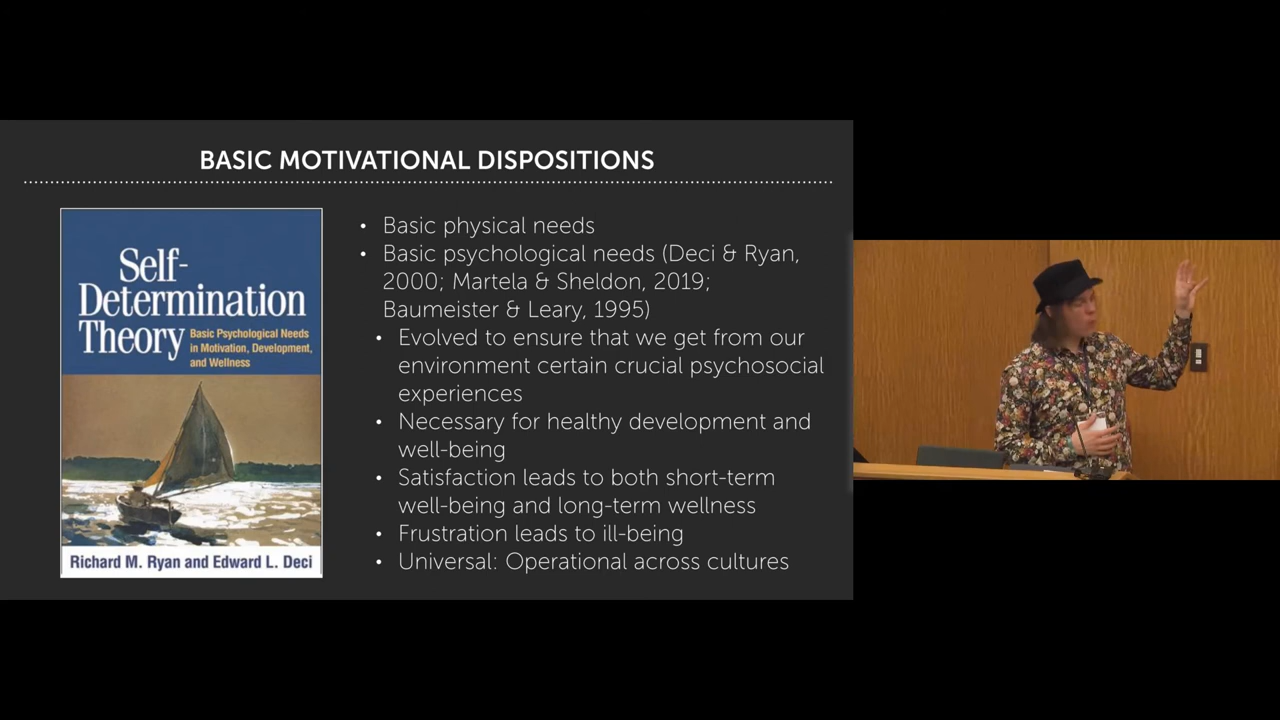 BASIC MOTIVATIONAL DISPOSITIONS
Self-
Determination
Theory
Basic Psychological Needs
in Motivation, Development,
and Wellness
Richard M. Ryan and Edward L. Deci
• Basic physical needs
• Basic psychological needs (Deci & Ryan,
2000; Martela & Sheldon, 2019;
Baumeister & Leary, 1995)
• Evolved to ensure that we get from our
environment certain crucial psychosocial
experiences
• Necessary for healthy development and
well-being
• Satisfaction leads to both short-term
well-being and long-term wellness
• Frustration leads to ill-being
• Universal: Operational across cultures